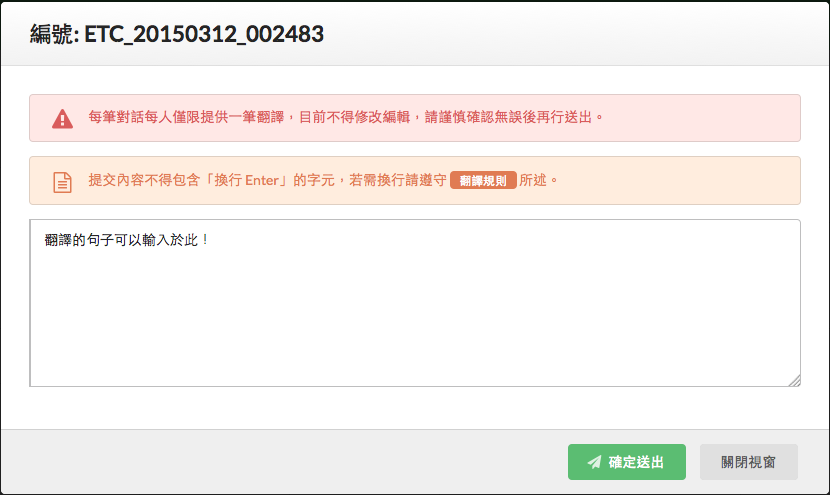 編號: ETC_20150312_002483
每筆對話每人僅限提供一筆翻譯，目前不得修改編輯，請謹慎確認無誤後再行送出。
提交內容不得包含「換行 Enter」的字元，若需換行請遵守 翻譯規則 所述。
翻譯的句子可以輸入於此！
確定送出 關閉視窗